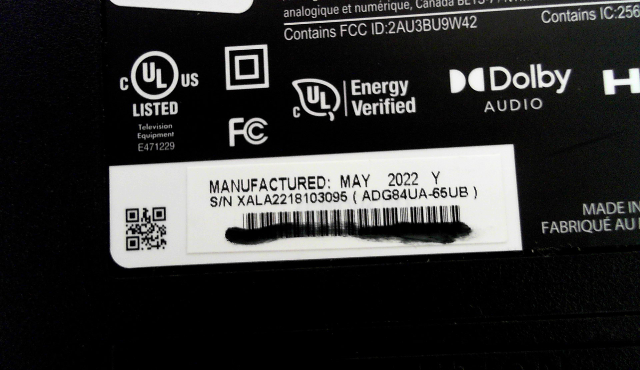 analogique et numérique, Canada
Contains FCC ID:2AU3BU9W42
Contains IC:256
C UL US
LISTED
Television
Equipment
E471229
FC
C UL
Energy
Verified
Dolby
AUDIO
H
MANUFACTURED: MAY 2022 Y
S/N XALA2218103095 ( ADG84UA-65UB )
MADE IN
FABRIQUÉ AU